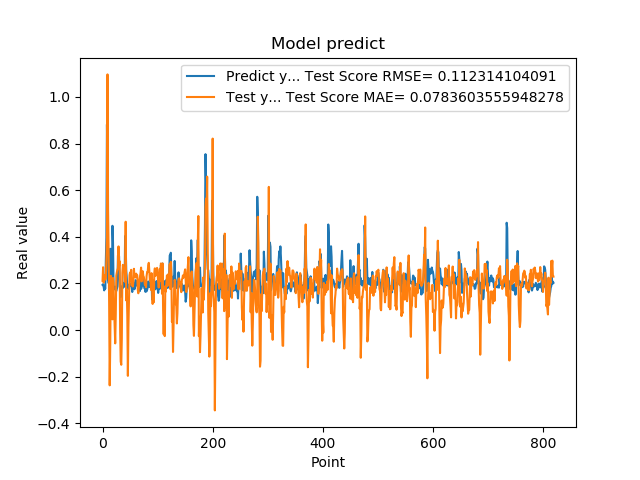 Model predict
Predict y... Test Score RMSE= 0.112314104091
Test y... Test Score MAE= 0.0783603555948278
Real value
1.0
0.8
0.6
0.4
0.2
0.0
−0.2
−0.4
0 200 400 600 800
Point